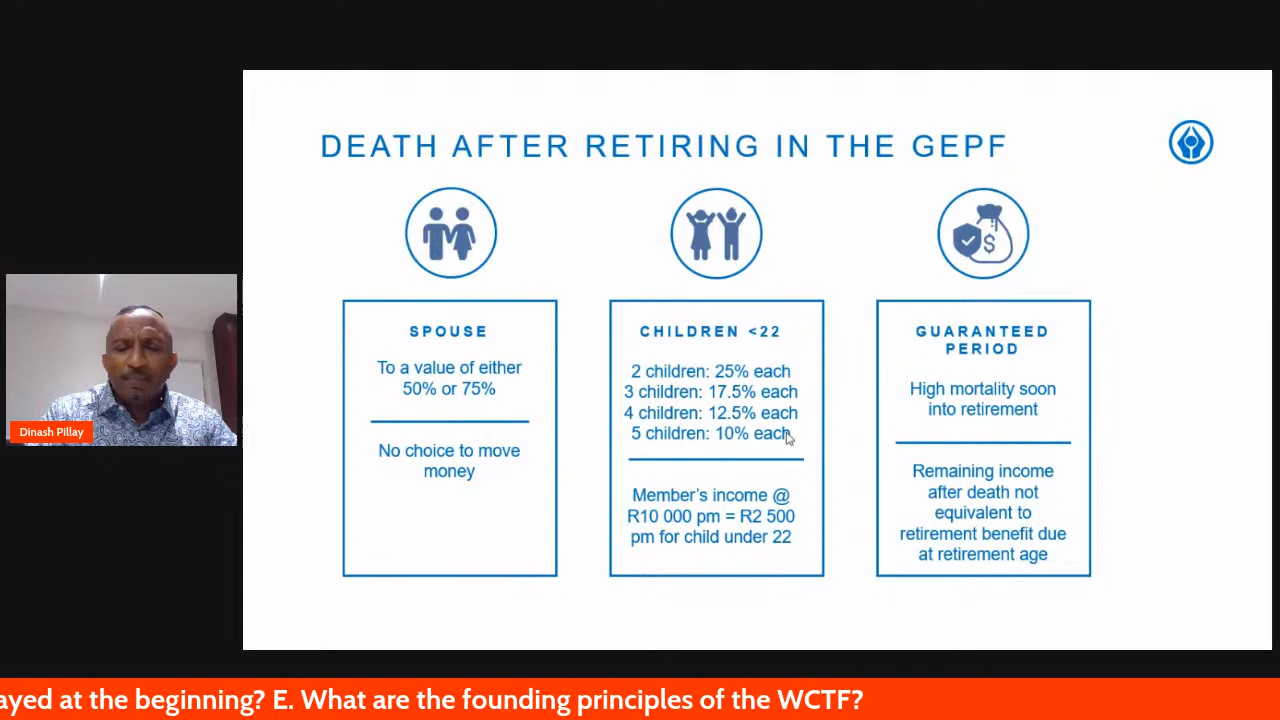 DEATH AFTER RETIRING IN THE GEPF
SPOUSE
To a value of either
50% or 75%
No choice to move
money
CHILDREN <22
2 children: 25% each
3 children: 17.5% each
4 children: 12.5% each
5 children: 10% each
Member's income @
R10 000 pm = R2 500
pm for child under 22
$
GUARANTEED
PERIOD
High mortality soon
into retirement
Remaining income
after death not
equivalent to
retirement benefit due
at retirement age
Dinash Pillay
ayed at the beginning? E. What are the founding principles of the WCTF?